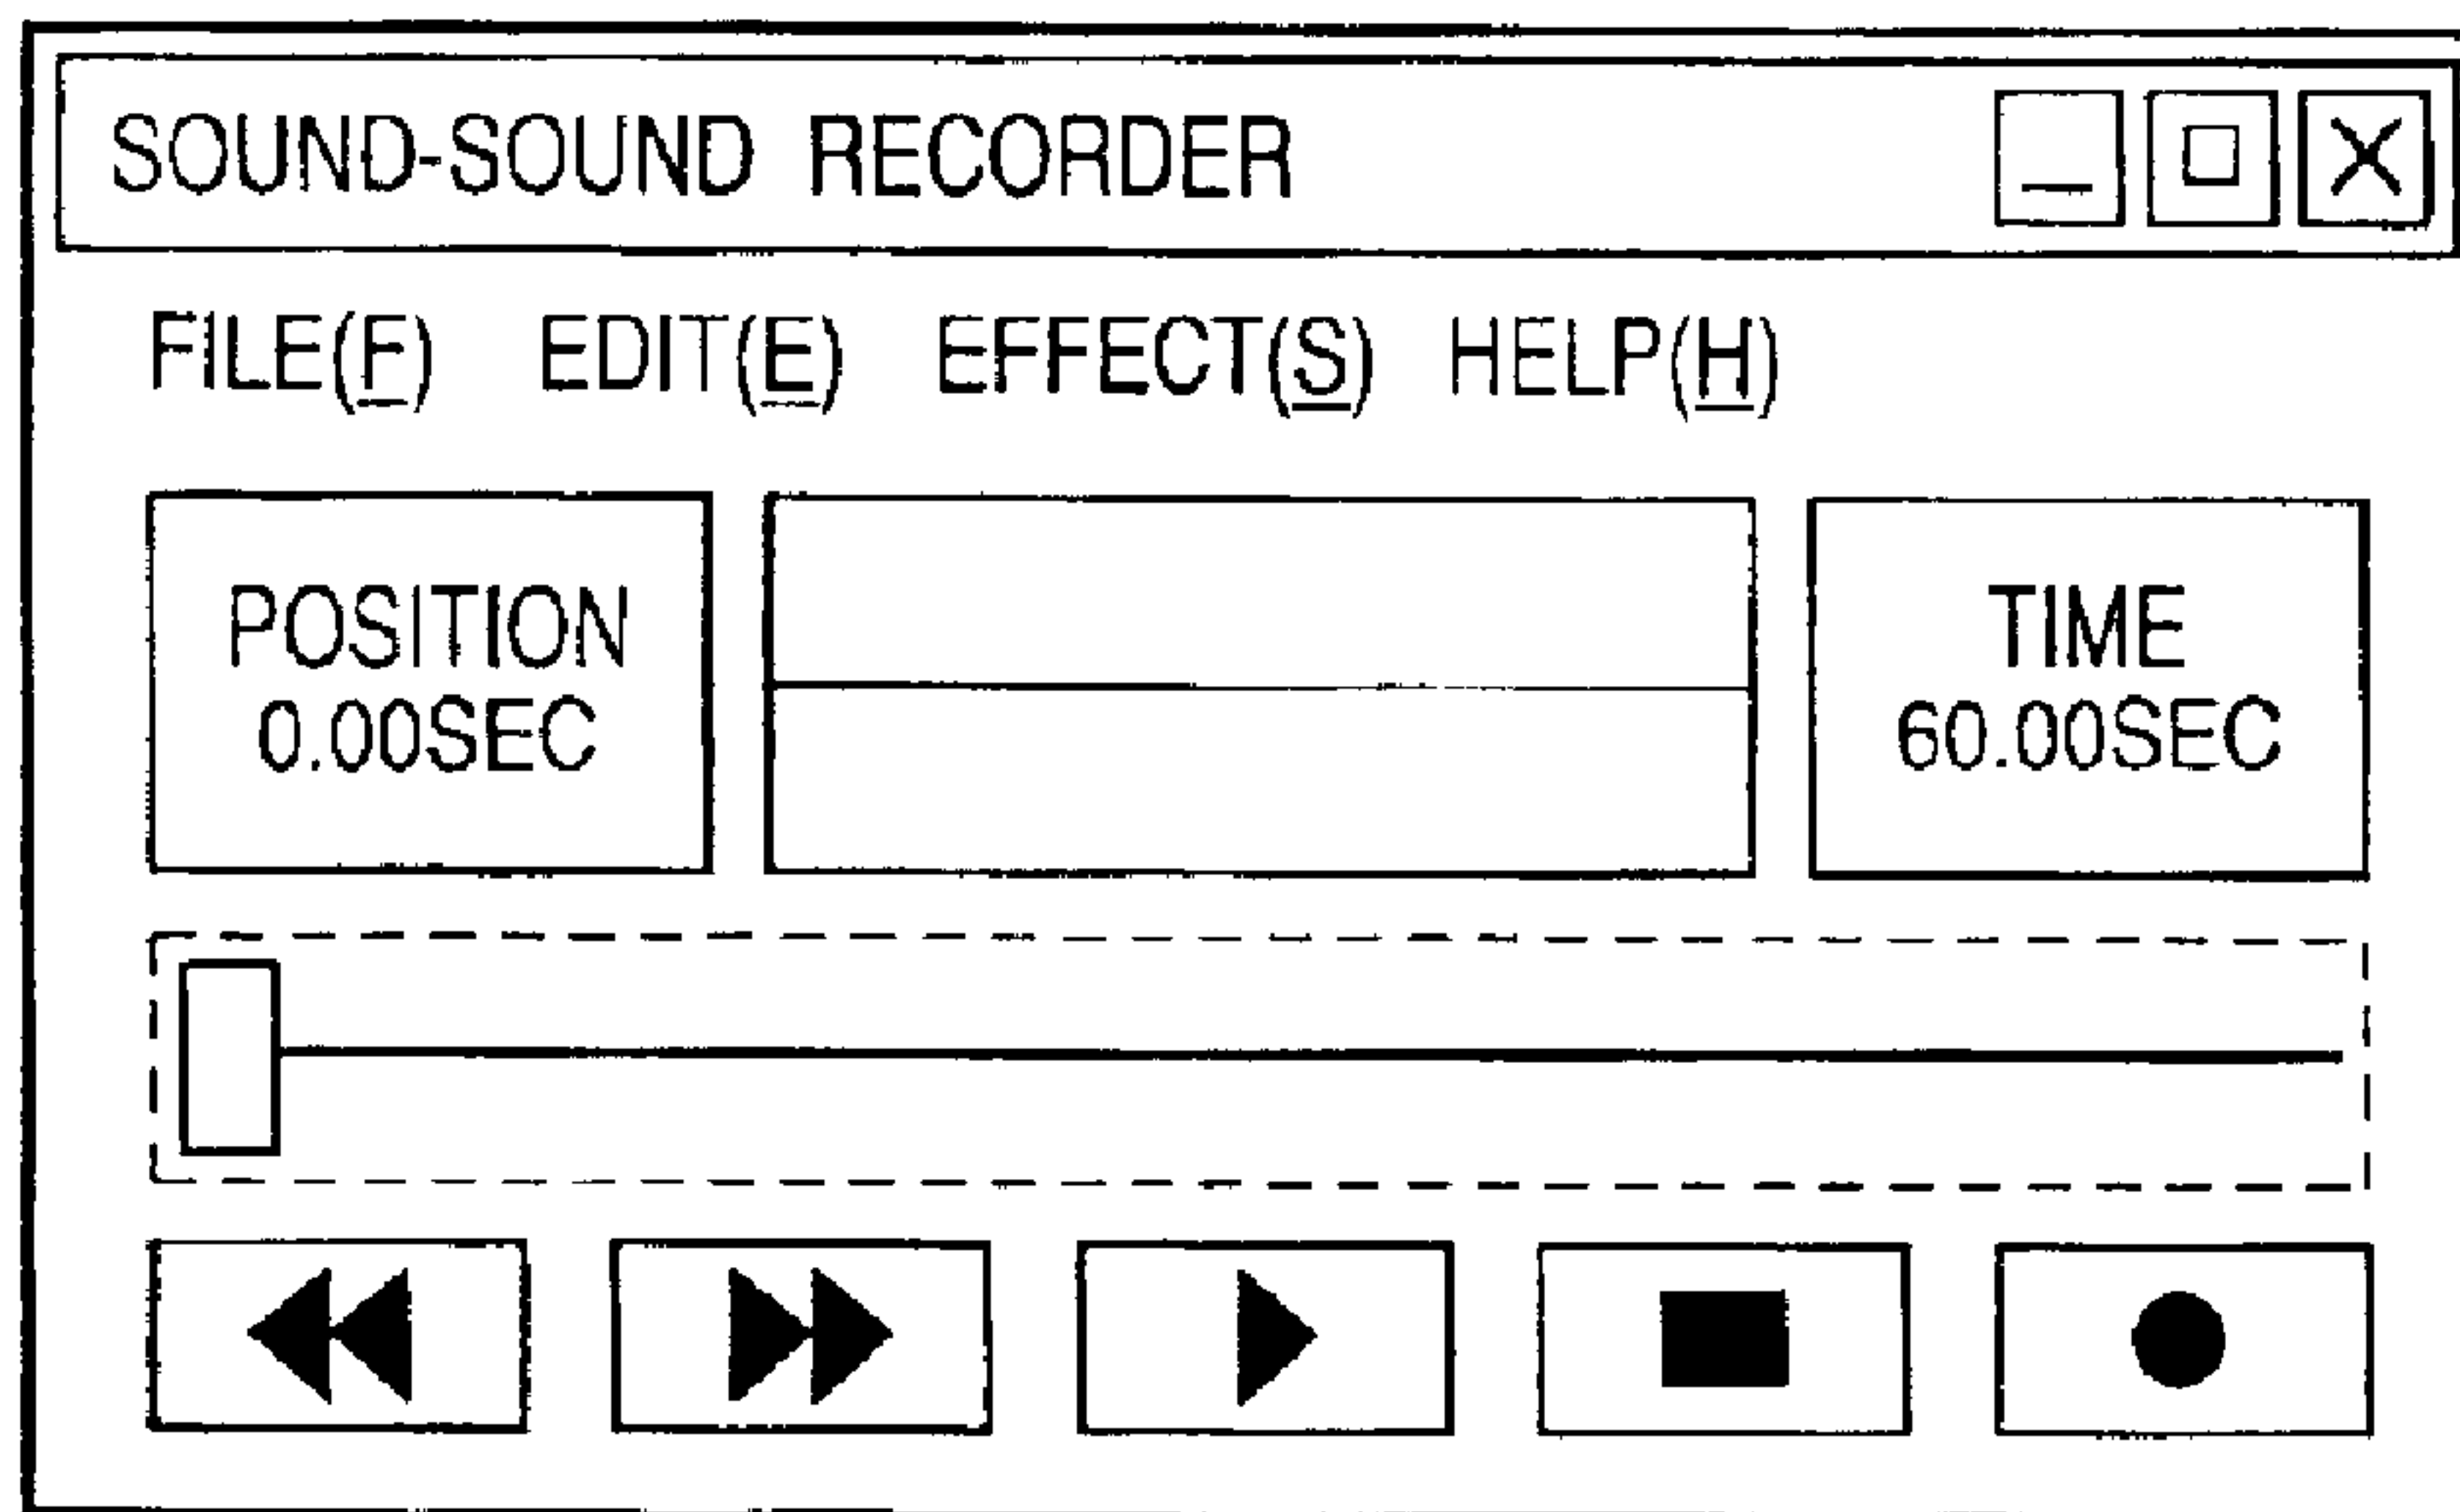 SOUND-SOUND RECORDER
FILE(F) EDIT(E) EFFECT(S) HELP(H)
POSITION
0.00SEC
TIME
60.00SEC